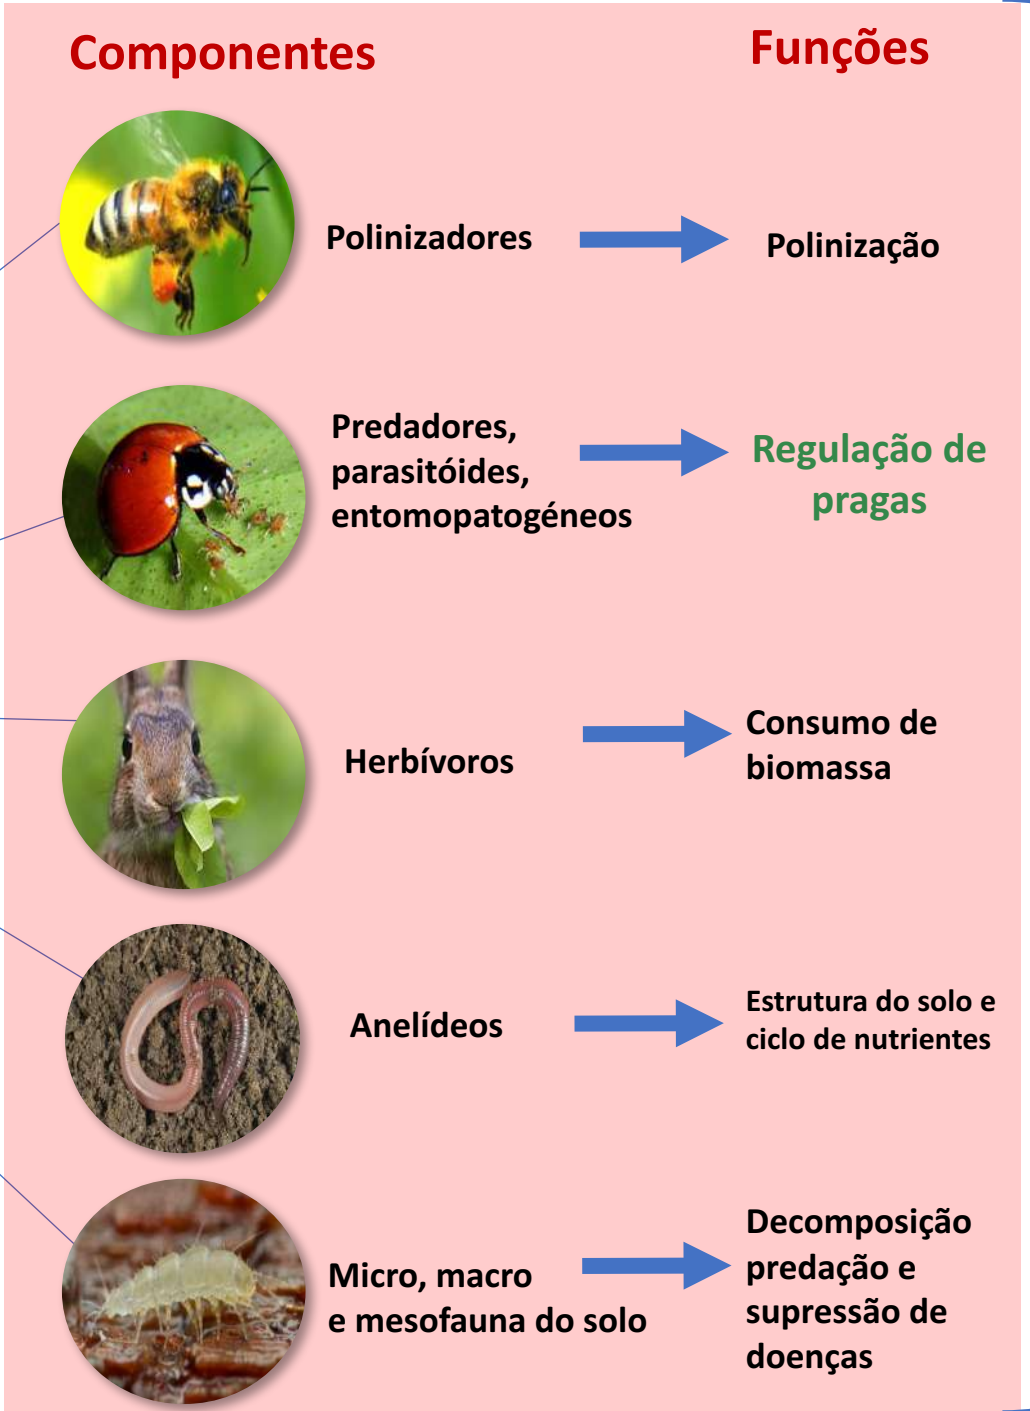 Componentes
Funções
Polinizadores
Polinização
Predadores,
parasitóides,
entomopatogéneos
Regulação de
pragas
Herbívoros
Consumo de
biomassa
Anelídeos
Estrutura do solo e
ciclo de nutrientes
Micro, macro
e mesofauna do solo
Decomposição
predação e
supressão de
doenças